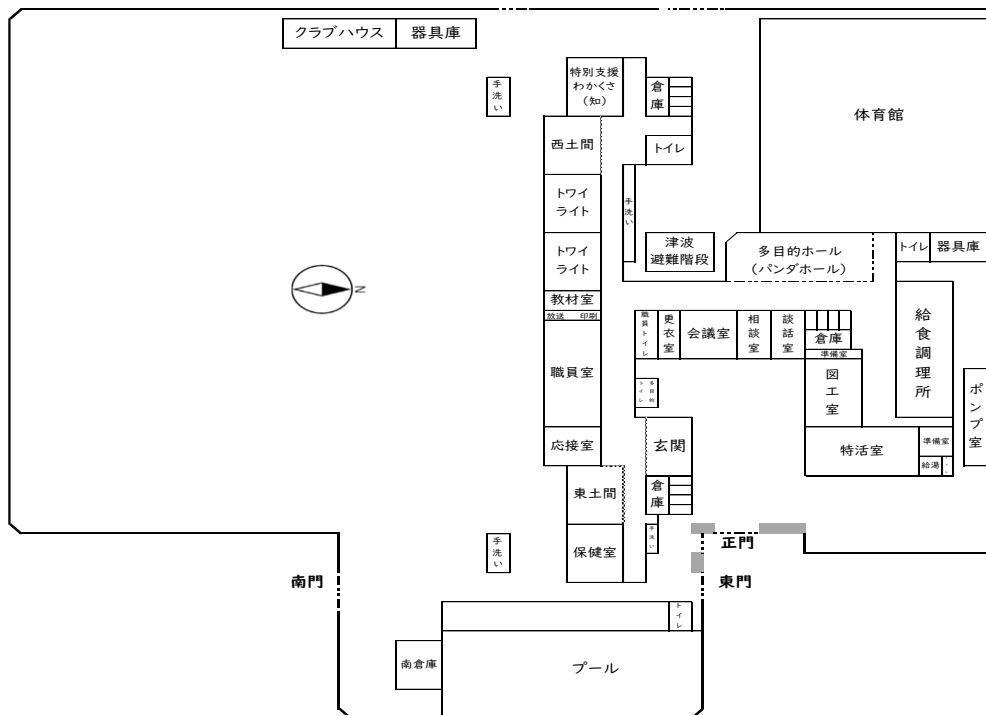 クラブハウス
器具庫
特別支援
わかくさ
(知)
手洗い
倉庫
体育館
西土間
トイレ
トワイ
ライト
手洗い
トワイ
ライト
津波
避難階段
多目的ホール
(パンダホール)
トイレ
器具庫
N
教材室
放送 印刷
職員トイレ
更衣室
会議室
相談室
談話室
倉庫
準備室
給食調理所
職員室
図工室
ポンプ室
多目的
トイレ
応接室
玄関
特活室
準備室
給湯
東土間
倉庫
手洗い
保健室
手洗い
正門
南門
東門
トイレ
南倉庫
プール